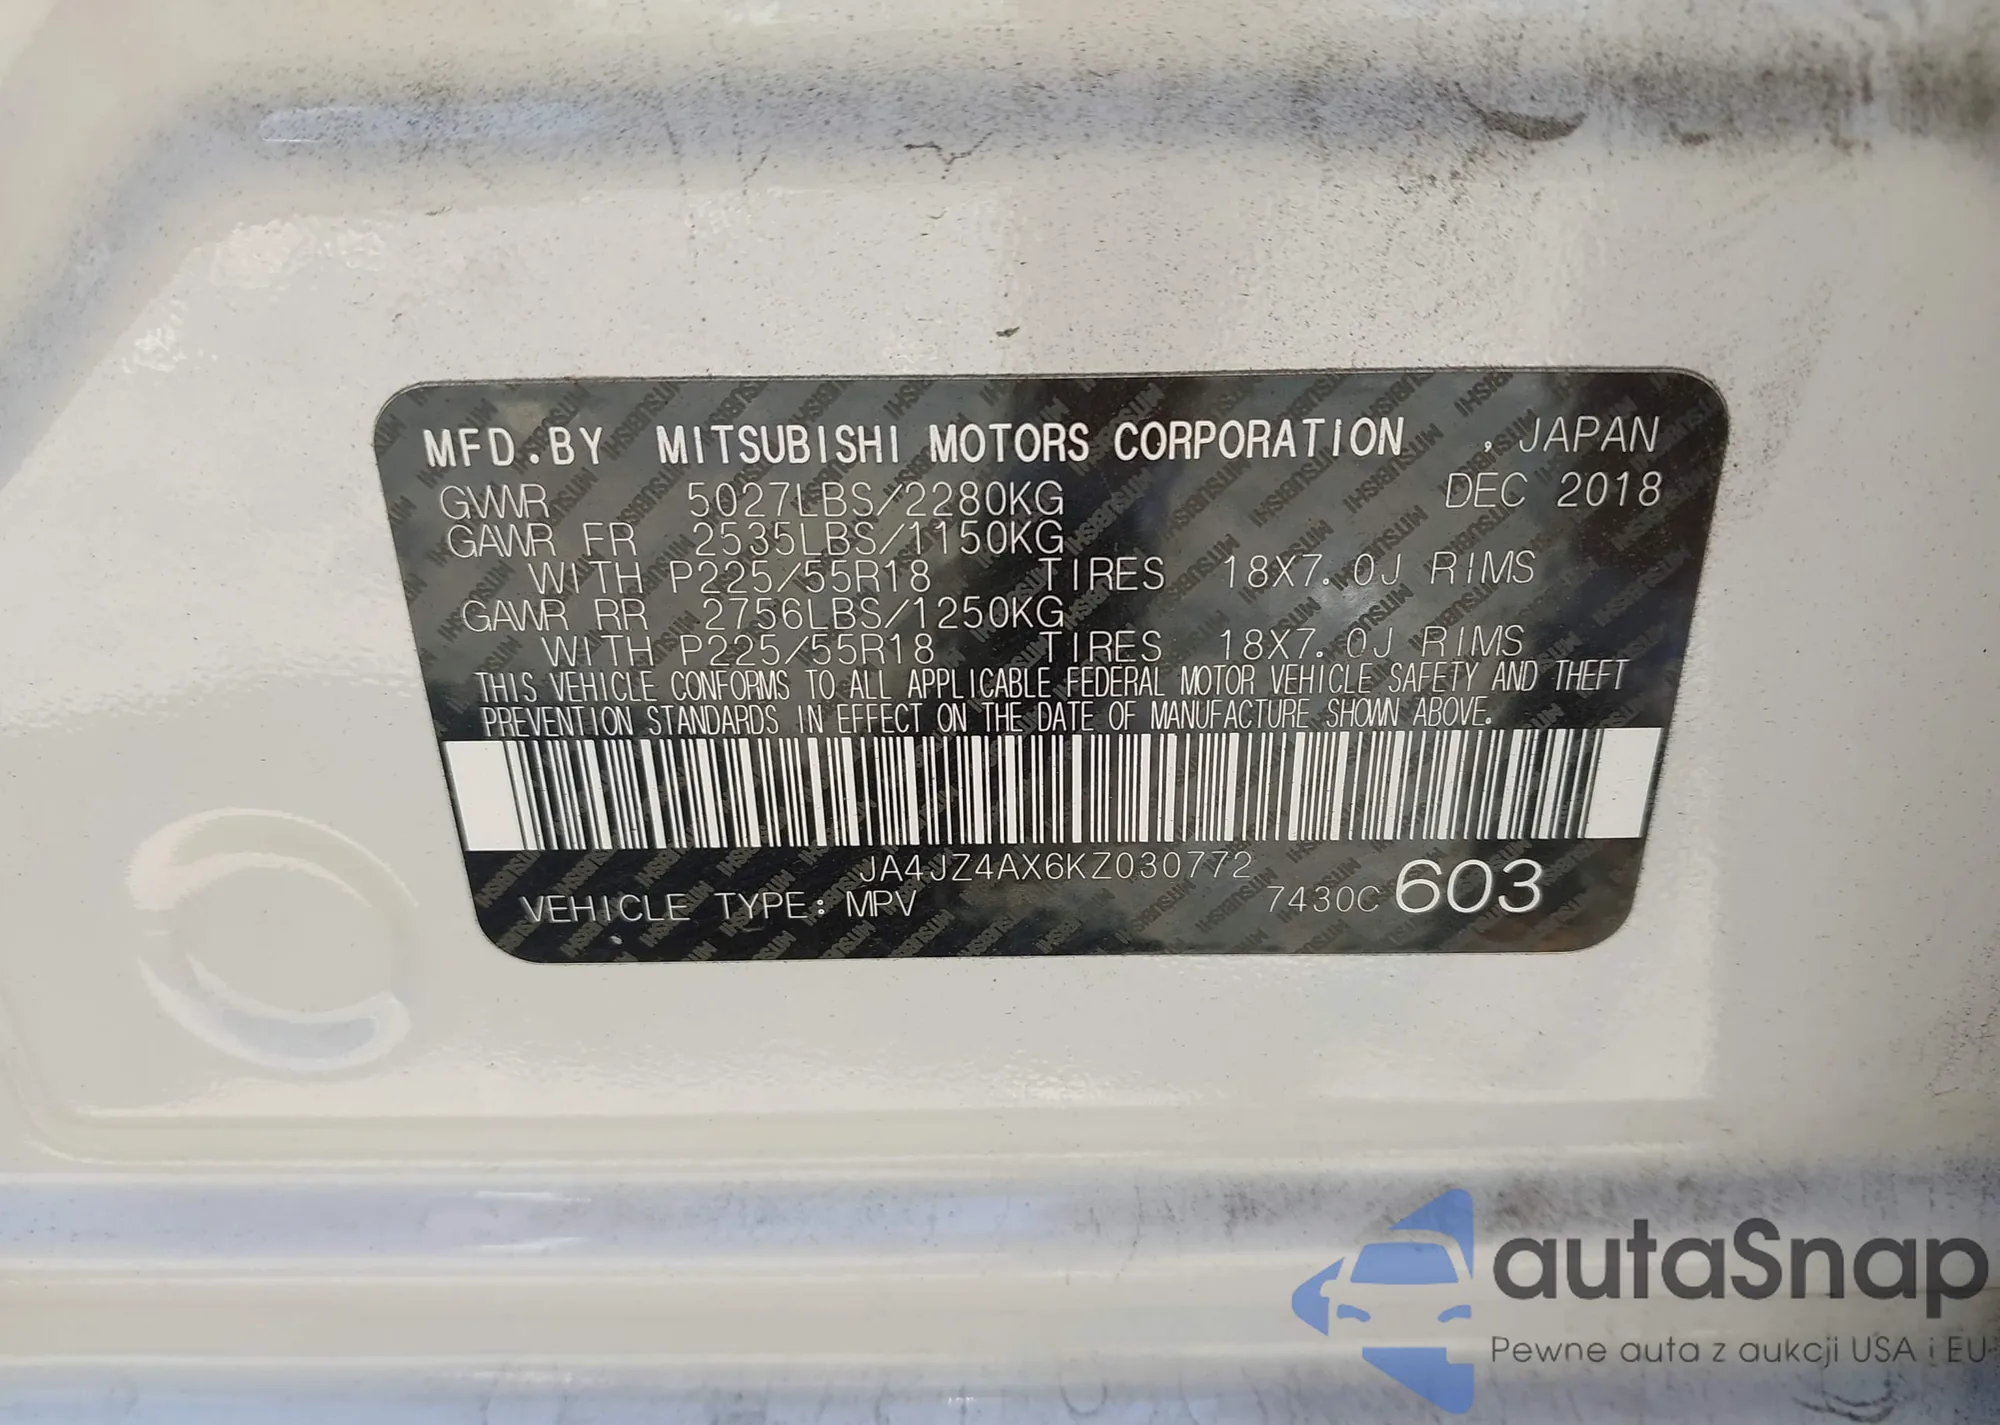 MFD.BY MITSUBISHI MOTORS CORPORATION , JAPAN
GVWR 5027LBS/2280KG DEC 2018
GAWR FR 2535LBS/1150KG
WITH P225/55R18 TIRES 18X7.0J RIMS
GAWR RR 2756LBS/1250KG
WITH P225/55R18 TIRES 18X7.0J RIMS
THIS VEHICLE CONFORMS TO ALL APPLICABLE FEDERAL MOTOR VEHICLE SAFETY AND THEFT
PREVENTION STANDARDS IN EFFECT ON THE DATE OF MANUFACTURE SHOWN ABOVE.
JA4JZ4AX6KZ030772
VEHICLE TYPE: MPV 7430C 603
autaSnap
Pewne auta z aukcji USA i EU